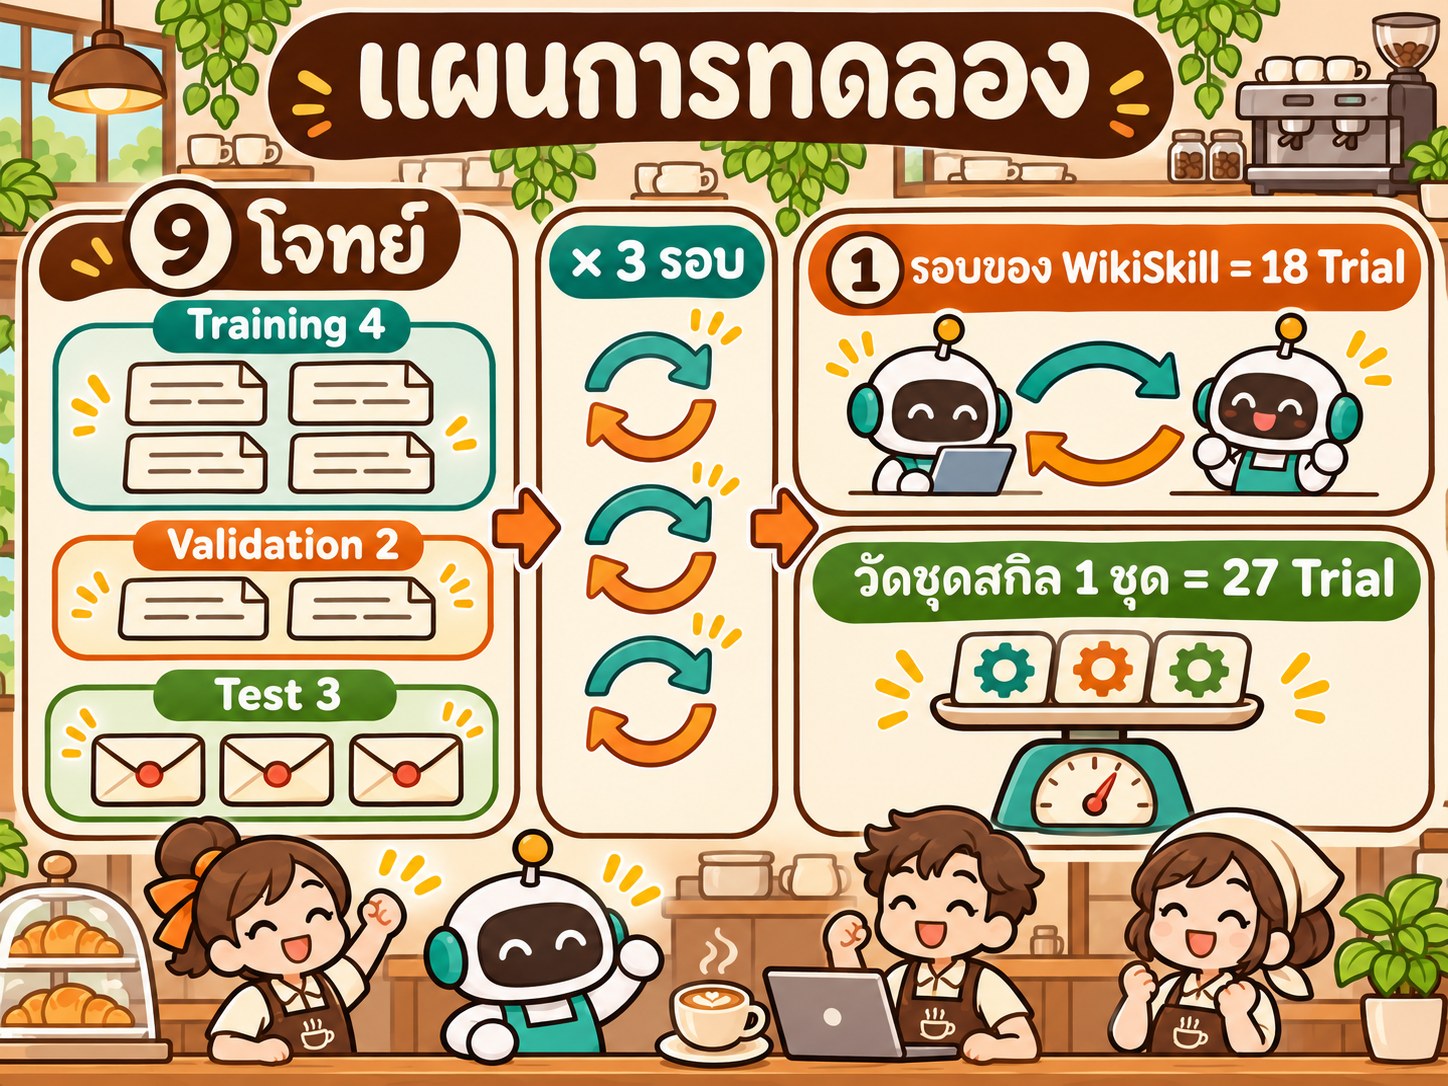 แผนการทดลอง
9 โจทย์
Training 4
Validation 2
Test 3
× 3 รอบ
1 รอบของ WikiSkill = 18 Trial
วัดชุดสกิล 1 ชุด = 27 Trial